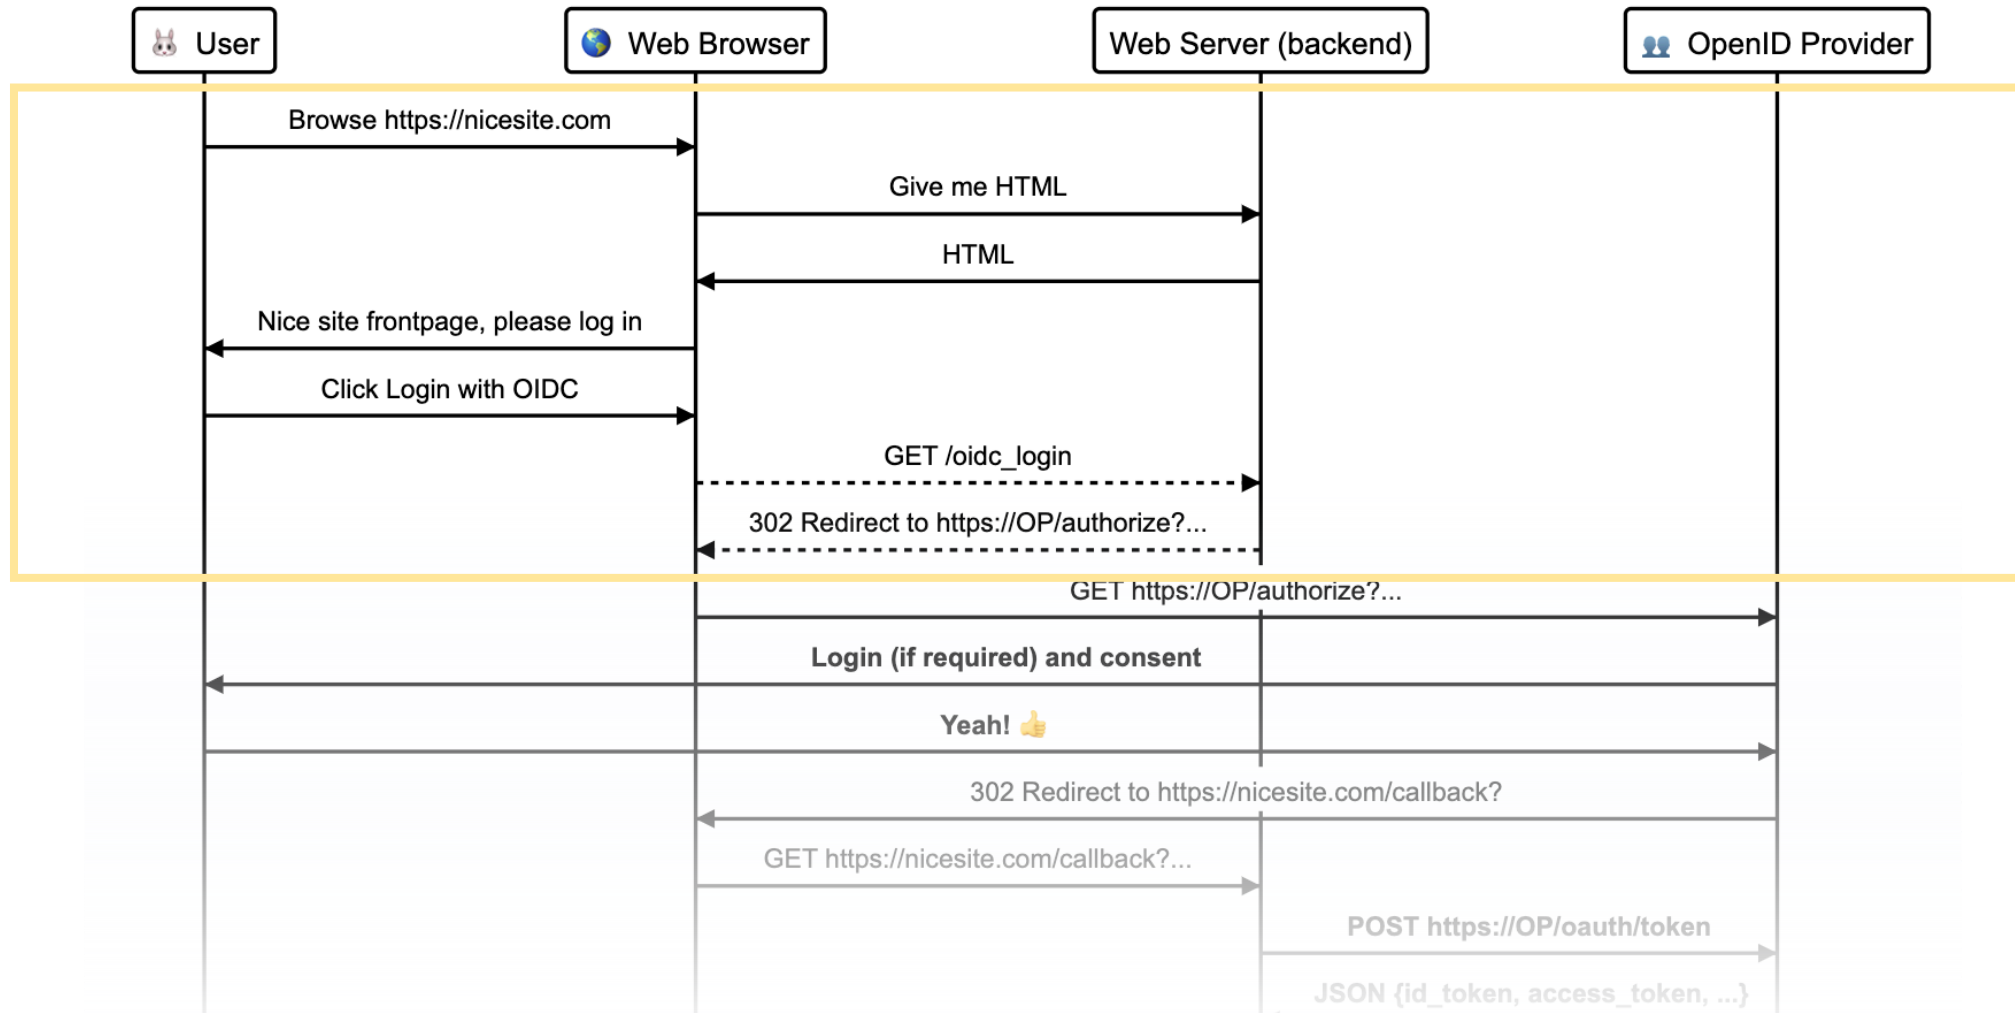 User
Web Browser
Web Server (backend)
OpenID Provider
Browse https://nicesite.com
Give me HTML
HTML
Nice site frontpage, please log in
Click Login with OIDC
GET /oidc_login
302 Redirect to https://OP/authorize?...
GET https://OP/authorize?...
Login (if required) and consent
Yeah! 👍
302 Redirect to https://nicesite.com/callback?
GET https://nicesite.com/callback?...
POST https://OP/oauth/token
JSON {id_token, access_token, ...}